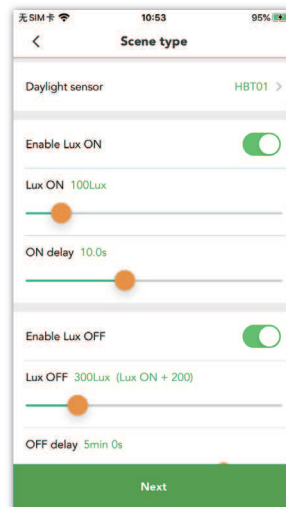 无SIM卡 10:53 95%
Scene type
Daylight sensor HBT01
Enable Lux ON
Lux ON 100Lux
ON delay 10.0s
Enable Lux OFF
Lux OFF 300Lux (Lux ON + 200)
OFF delay 5min 0s
Next